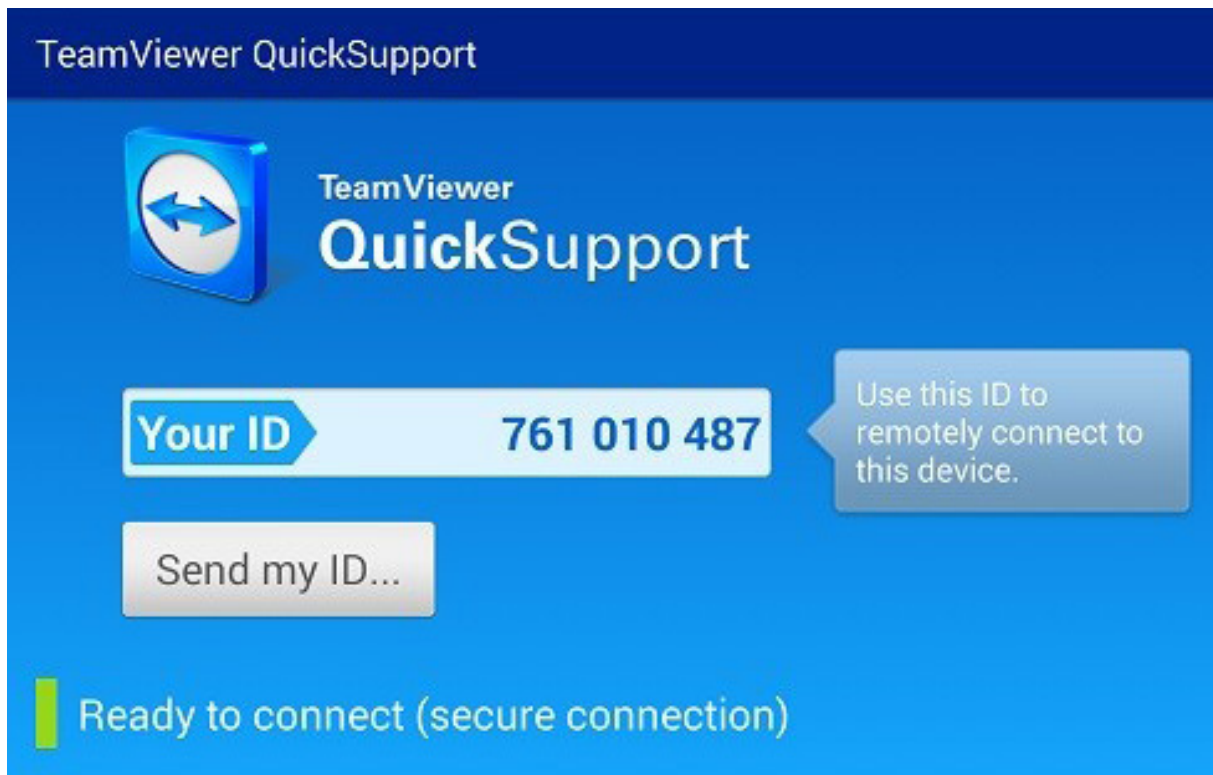 TeamViewer QuickSupport
TeamViewer
QuickSupport
Your ID 761 010 487
Use this ID to
remotely connect to
this device.
Send my ID...
Ready to connect (secure connection)